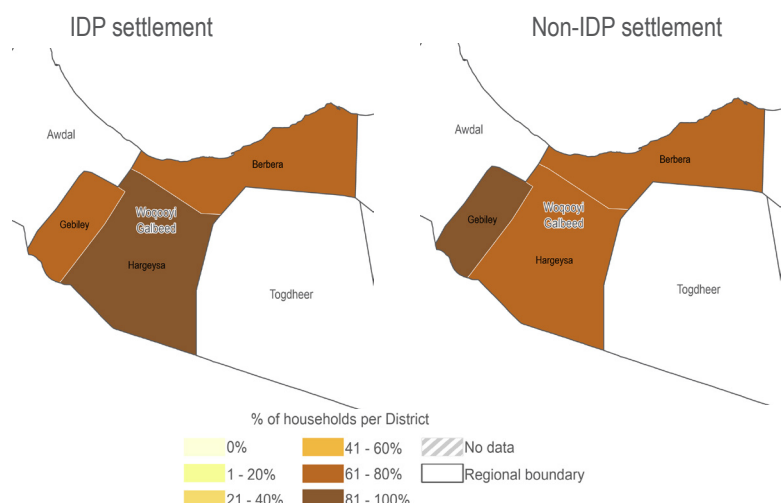 IDP settlement
Non-IDP settlement
Awdal
Berbera
Gebiley
Woqooyi
Galbeed
Hargeysa
Togdheer
Awdal
Berbera
Gebiley
Woqooyi
Galbeed
Hargeysa
Togdheer
% of households per District
0%
1 - 20%
21 - 40%
41 - 60%
61 - 80%
81 - 100%
No data
Regional boundary